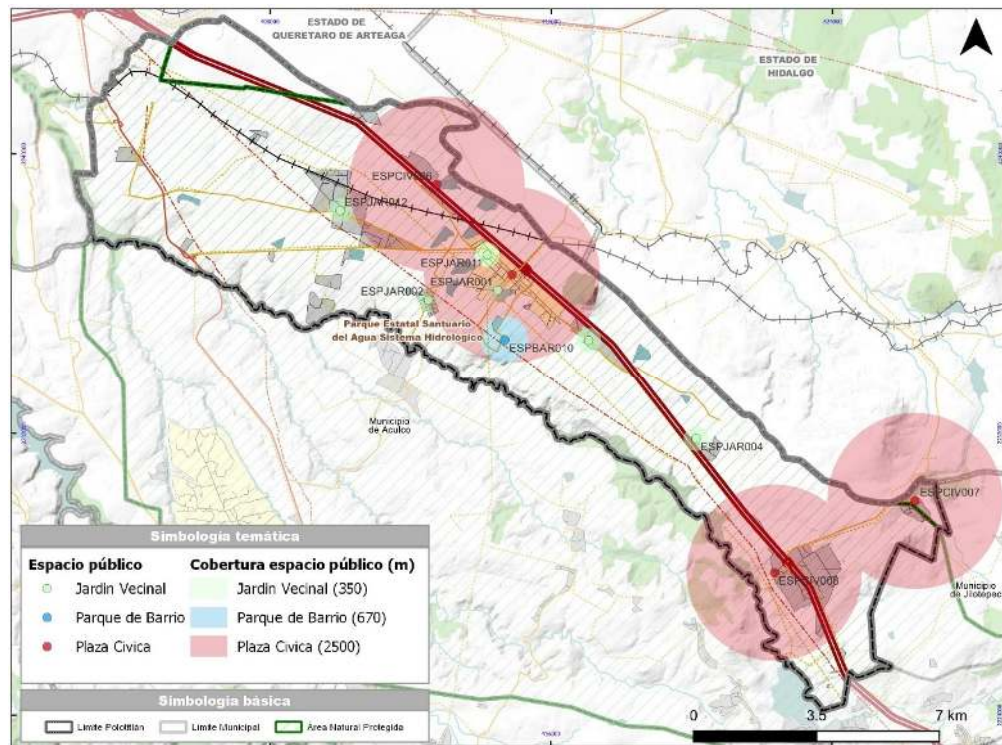 ESTADO DE
QUERETARO DE ARTEAGA
ESTADO DE
HIDALGO
ESPJAR012
ESPJAR011
ESPJAR001
ESPJAR002
Parque Estatal Santuario
del Agua Sistema Hidrologico
ESPBAR010
Municipio
de Aculco
ESPJAR004
ESPCIV007
Municipio
de Jilotepec
Simbología temática
Espacio público
Cobertura espacio público (m)
Jardin Vecinal
Jardin Vecinal (350)
Parque de Barrio
Parque de Barrio (670)
Plaza Civica
Plaza Civica (2500)
Simbología básica
Limite Polotitlán
Limite Municipal
Área Natural Protegida
0
3.5
7 km